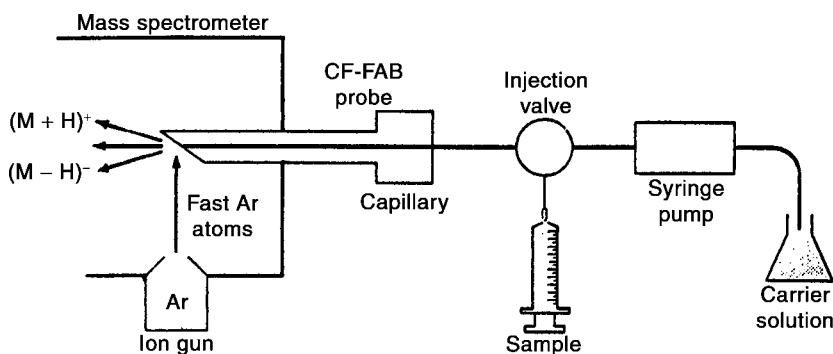 Mass spectrometer
CF-FAB
probe
Injection
valve
(M + H)⁺
(M − H)⁻
Fast Ar
atoms
Capillary
Syringe
pump
Ar
Ion gun
Sample
Carrier
solution